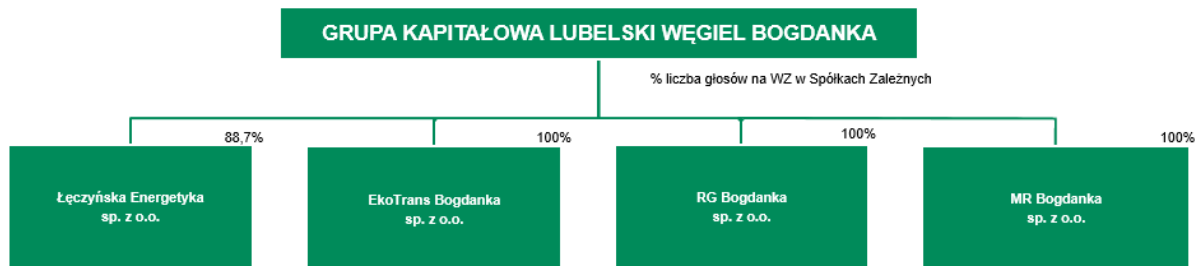 GRUPA KAPITAŁOWA LUBELSKI WĘGIEL BOGDANKA
% liczba głosów na WZ w Spółkach Zależnych
88,7%
100%
100%
100%
Łęczyńska Energetyka
sp. z o.o.
EkoTrans Bogdanka
sp. z o.o.
RG Bogdanka
sp. z o.o.
MR Bogdanka
sp. z o.o.